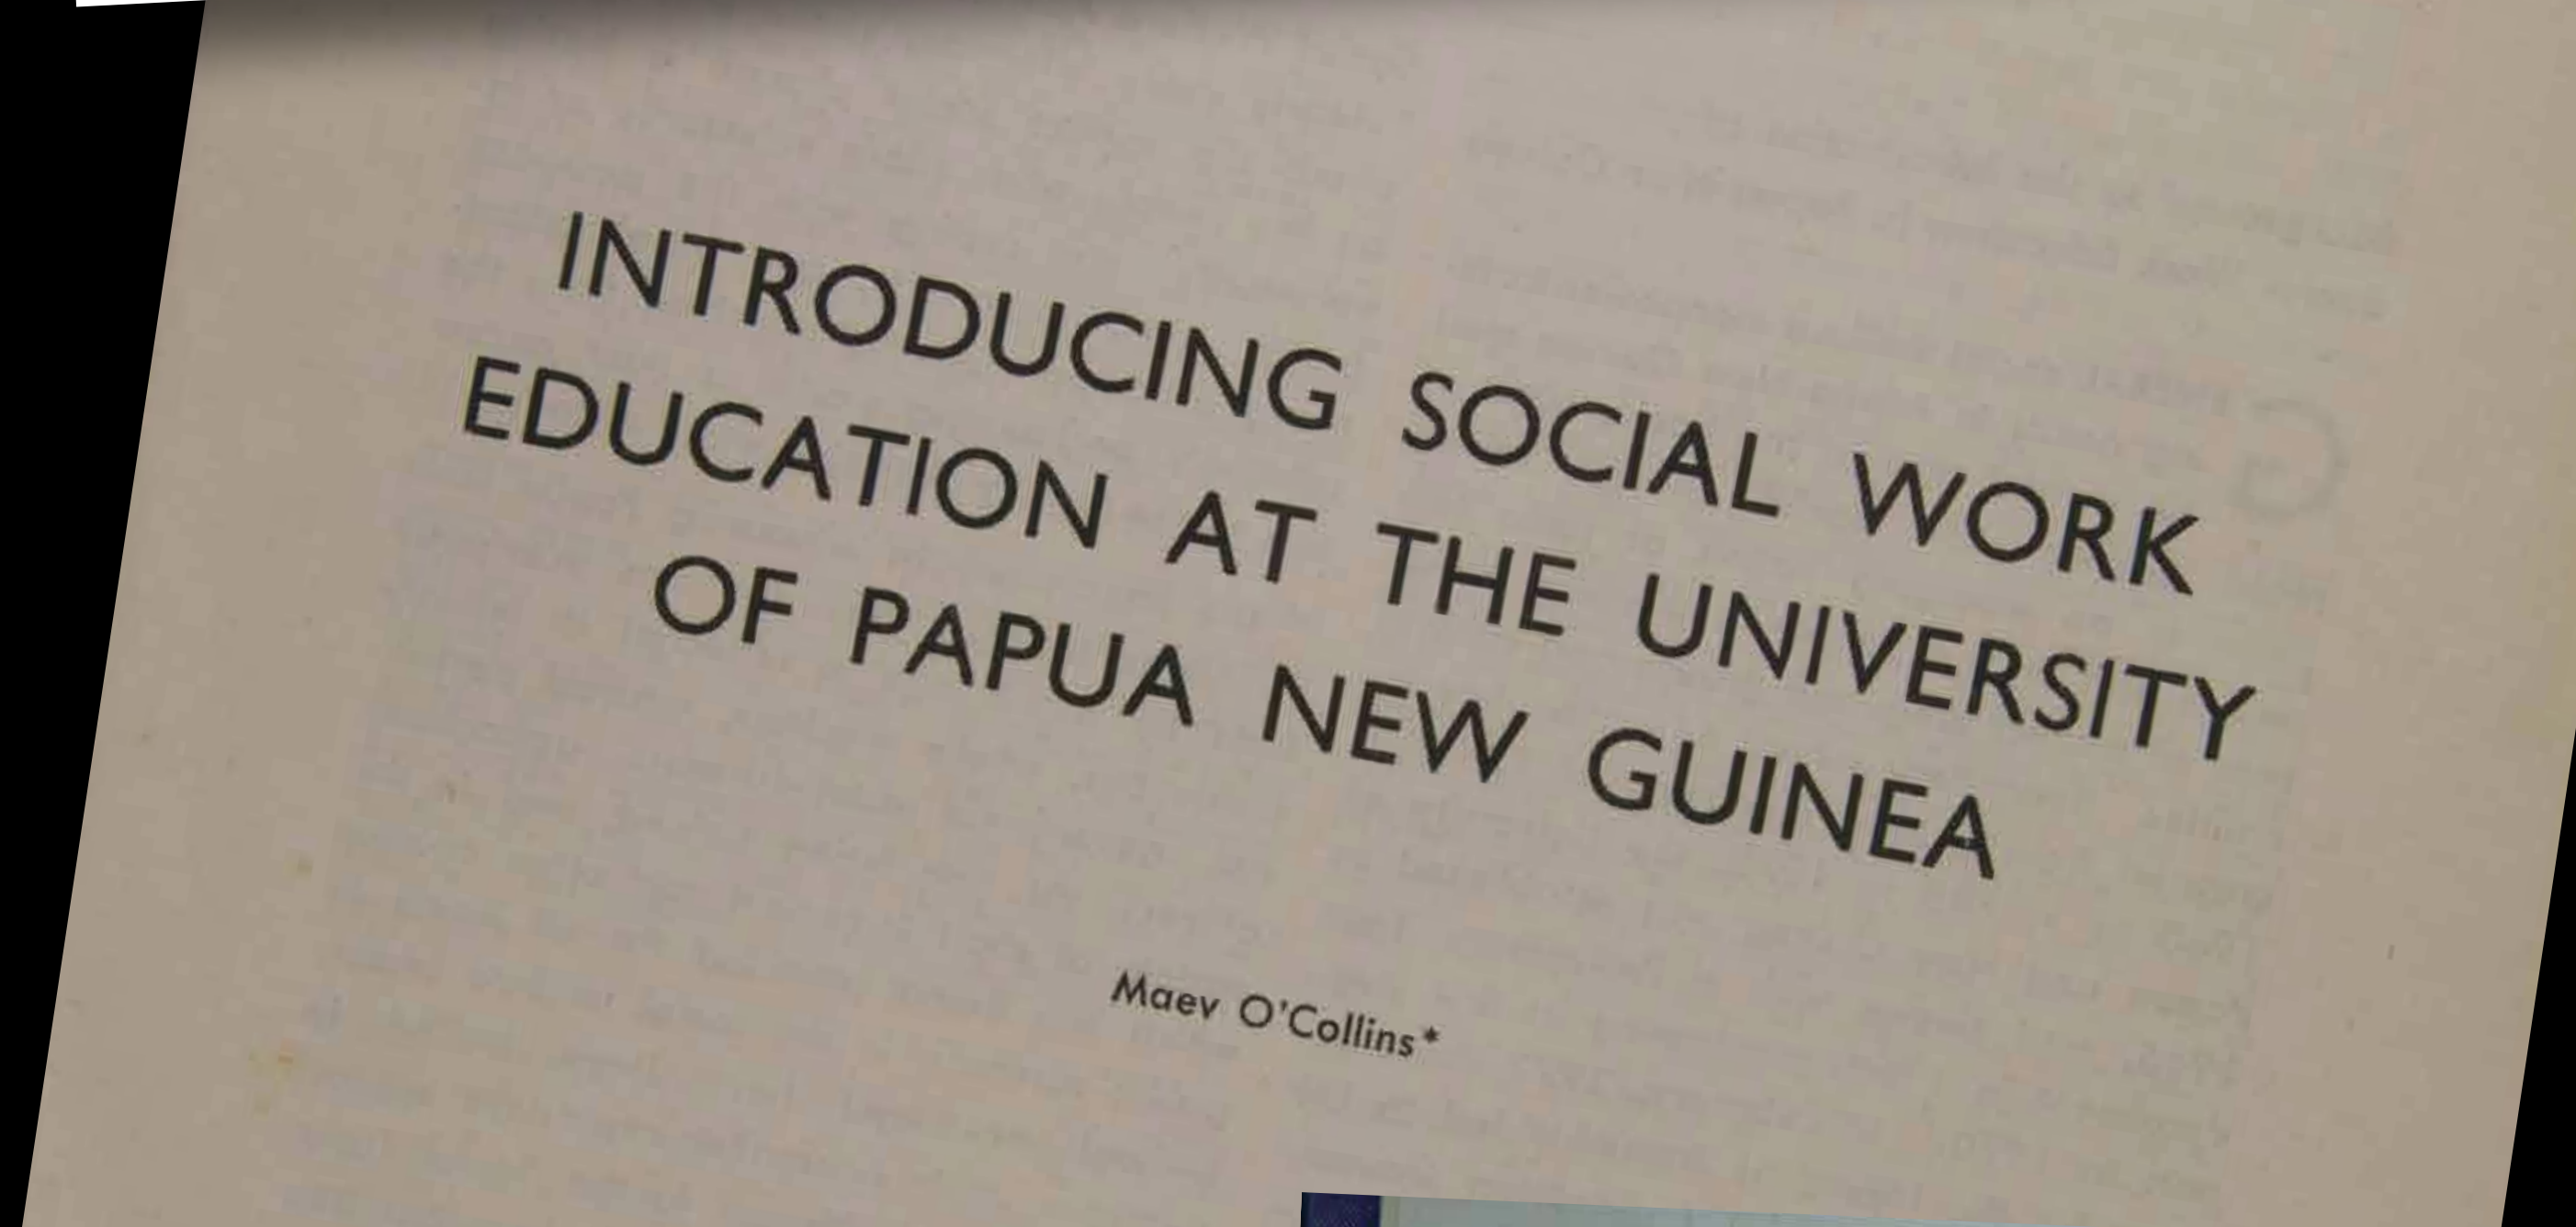 INTRODUCING SOCIAL WORK
EDUCATION AT THE UNIVERSITY
OF PAPUA NEW GUINEA
Maev O'Collins*